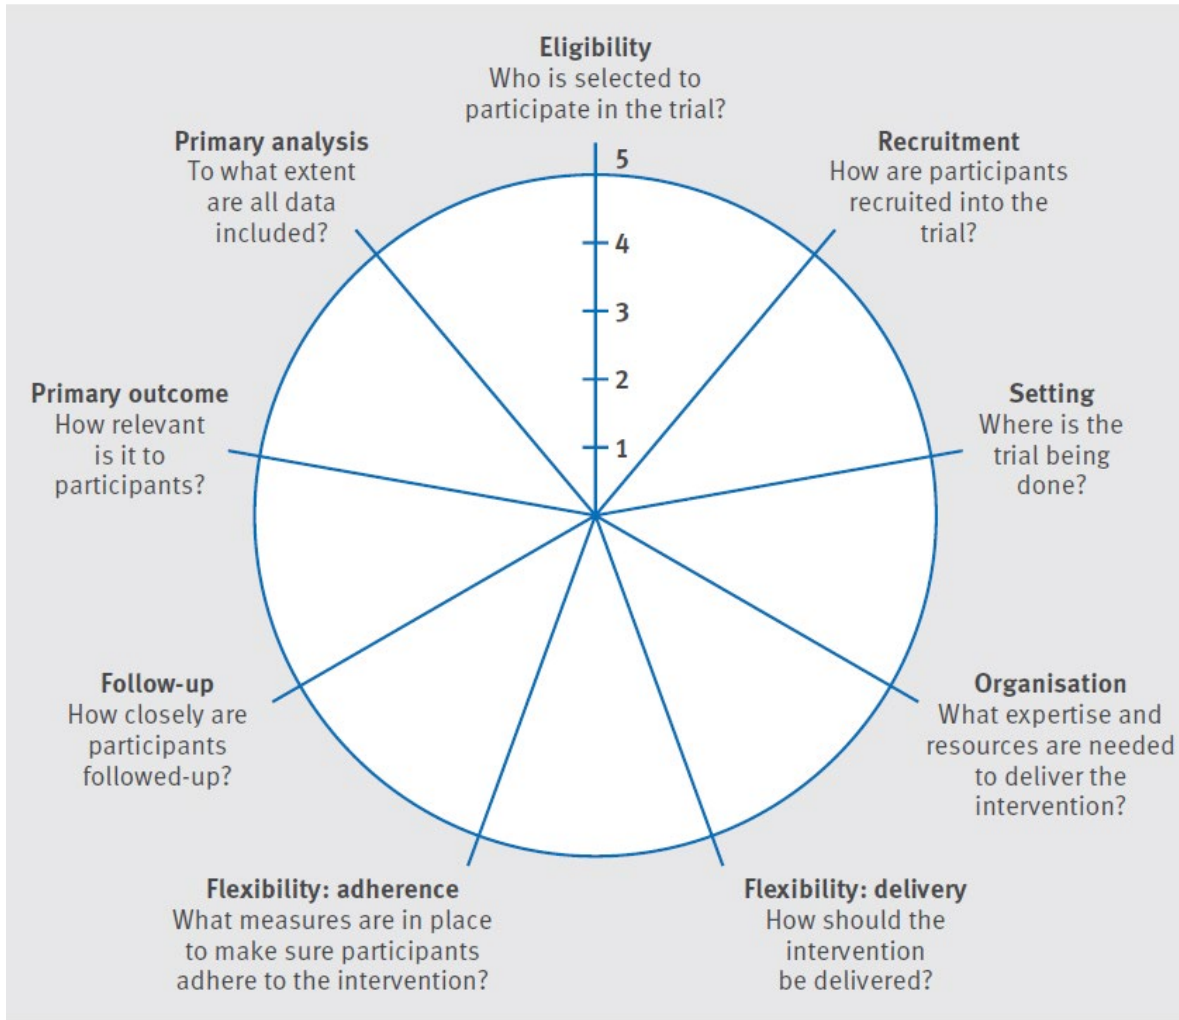 Eligibility
Who is selected to
participate in the trial?
Primary analysis
To what extent
are all data
included?
Recruitment
How are participants
recruited into the
trial?
5
4
3
2
1
Primary outcome
How relevant
is it to
participants?
Setting
Where is the
trial being
done?
Follow-up
How closely are
participants
followed-up?
Organisation
What expertise and
resources are needed
to deliver the
intervention?
Flexibility: adherence
What measures are in place
to make sure participants
adhere to the intervention?
Flexibility: delivery
How should the
intervention
be delivered?